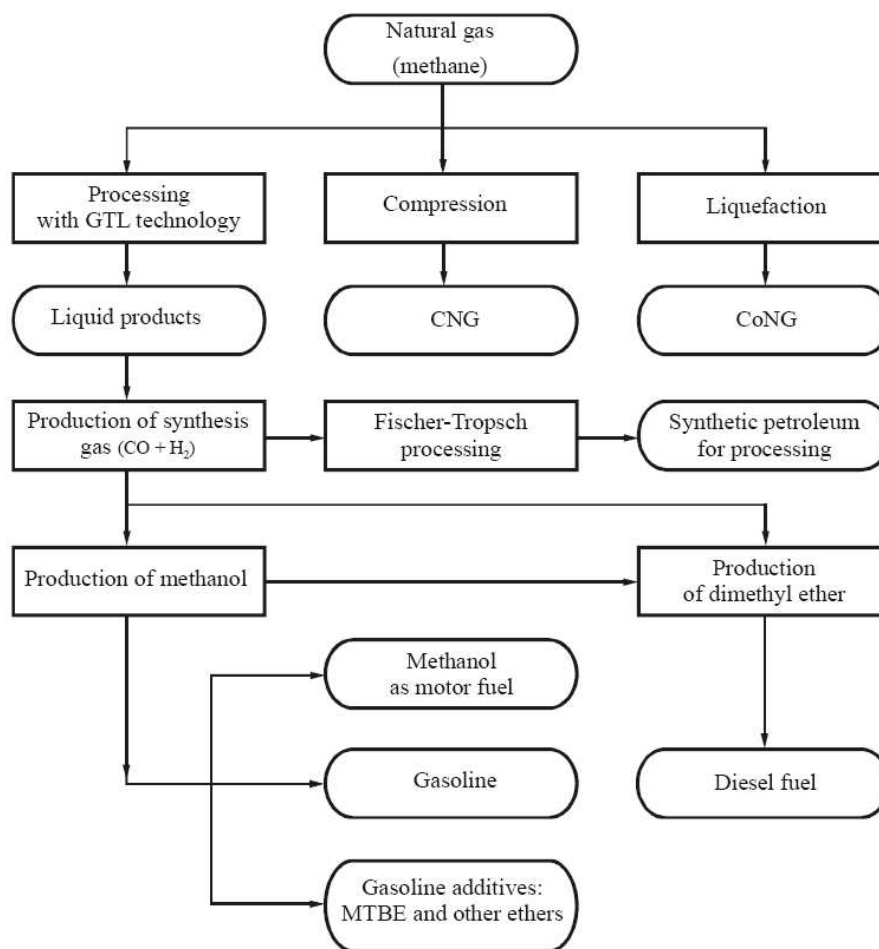 Natural gas
(methane)
Processing
with GTL technology
Compression
Liquefaction
Liquid products
CNG
CoNG
Production of synthesis
gas (CO + H₂)
Fischer-Tropsch
processing
Synthetic petroleum
for processing
Production of methanol
Production
of dimethyl ether
Methanol
as motor fuel
Gasoline
Diesel fuel
Gasoline additives:
MTBE and other ethers